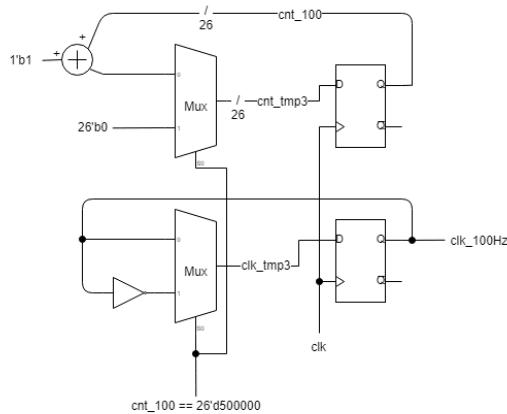 /
26
cnt_100
+
+
1'b1
+
0
Mux
/
26
cnt_tmp3
D
Q
Q
26'b0
1
S0
0
Mux
clk_tmp3
D
Q
Q
clk_100Hz
1
S0
clk
cnt_100 == 26'd500000